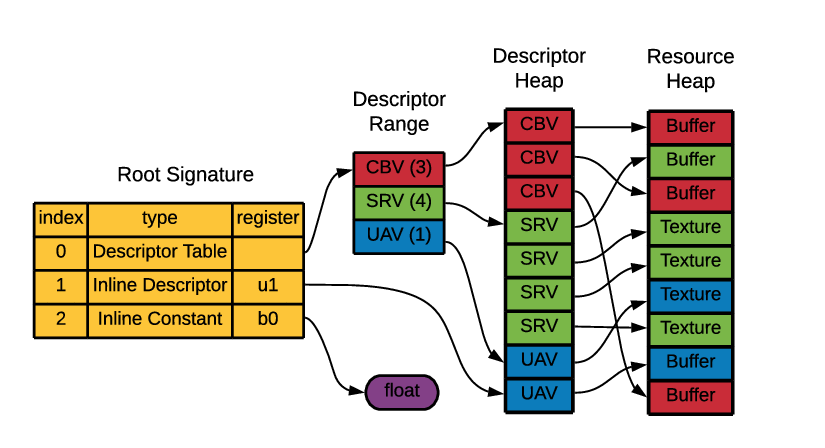 Descriptor
Heap
Resource
Heap
Descriptor
Range
Root Signature
index type register
0 Descriptor Table
1 Inline Descriptor u1
2 Inline Constant b0
CBV (3)
SRV (4)
UAV (1)
float
CBV
CBV
CBV
SRV
SRV
SRV
SRV
UAV
UAV
Buffer
Buffer
Buffer
Texture
Texture
Texture
Texture
Buffer
Buffer